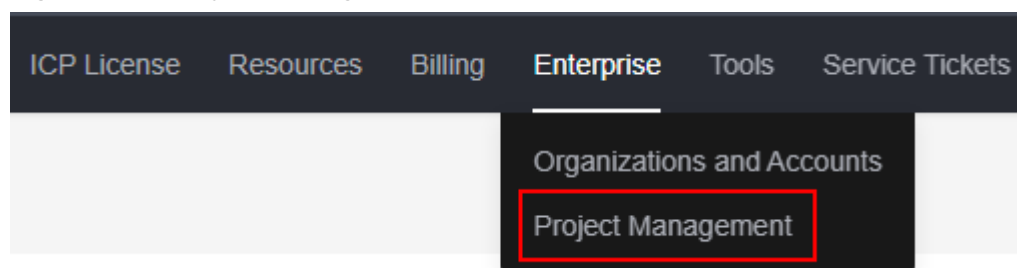 ICP License Resources Billing Enterprise Tools Service Tickets
Organizations and Accounts
Project Management